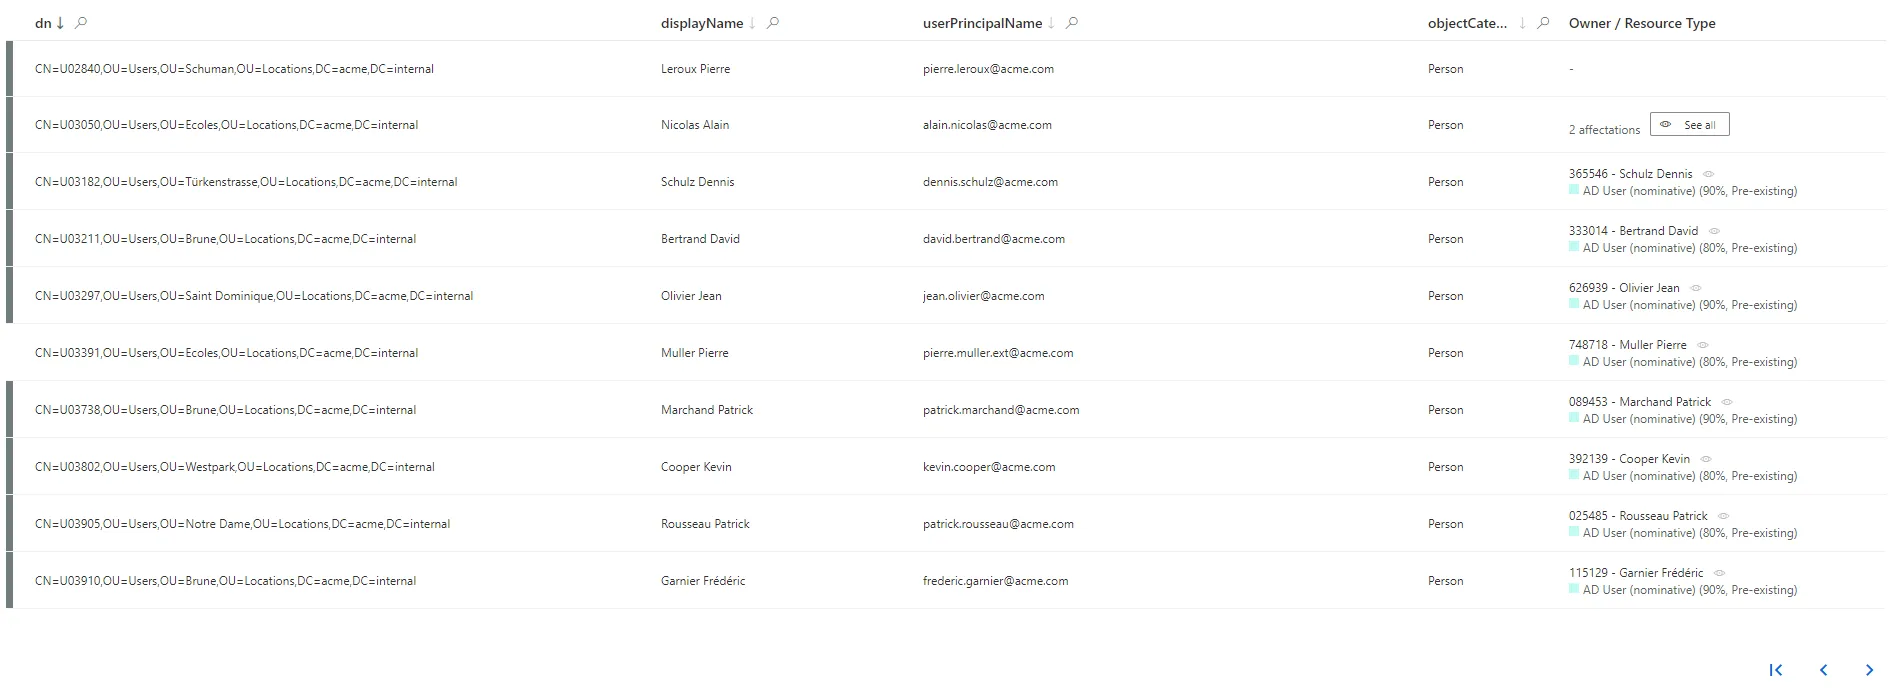 dn displayName userPrincipalName objectCate... Owner / Resource Type
CN=U02840,OU=Users,OU=Schuman,OU=Locations,DC=acme,DC=internal Leroux Pierre pierre.leroux@acme.com Person -
CN=U03050,OU=Users,OU=Ecoles,OU=Locations,DC=acme,DC=internal Nicolas Alain alain.nicolas@acme.com Person 2 affectations See all
CN=U03182,OU=Users,OU=Türkenstrasse,OU=Locations,DC=acme,DC=internal Schulz Dennis dennis.schulz@acme.com Person 365546 - Schulz Dennis
AD User (nominative) (90%, Pre-existing)
CN=U03211,OU=Users,OU=Brune,OU=Locations,DC=acme,DC=internal Bertrand David david.bertrand@acme.com Person 333014 - Bertrand David
AD User (nominative) (80%, Pre-existing)
CN=U03297,OU=Users,OU=Saint Dominique,OU=Locations,DC=acme,DC=internal Olivier Jean jean.olivier@acme.com Person 626939 - Olivier Jean
AD User (nominative) (90%, Pre-existing)
CN=U03391,OU=Users,OU=Ecoles,OU=Locations,DC=acme,DC=internal Muller Pierre pierre.muller.ext@acme.com Person 748718 - Muller Pierre
AD User (nominative) (80%, Pre-existing)
CN=U03738,OU=Users,OU=Brune,OU=Locations,DC=acme,DC=internal Marchand Patrick patrick.marchand@acme.com Person 089453 - Marchand Patrick
AD User (nominative) (90%, Pre-existing)
CN=U03802,OU=Users,OU=Westpark,OU=Locations,DC=acme,DC=internal Cooper Kevin kevin.cooper@acme.com Person 392139 - Cooper Kevin
AD User (nominative) (80%, Pre-existing)
CN=U03905,OU=Users,OU=Notre Dame,OU=Locations,DC=acme,DC=internal Rousseau Patrick patrick.rousseau@acme.com Person 025485 - Rousseau Patrick
AD User (nominative) (80%, Pre-existing)
CN=U03910,OU=Users,OU=Brune,OU=Locations,DC=acme,DC=internal Garnier Frédéric frederic.garnier@acme.com Person 115129 - Garnier Frédéric
AD User (nominative) (90%, Pre-existing)